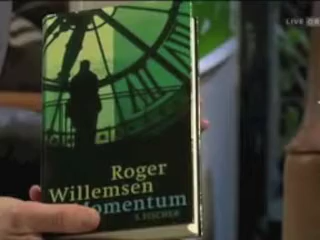 LIVE
Roger
Willemsen
Momentum
S. FISCHER